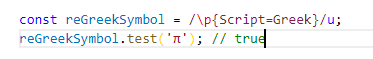 const reGreekSymbol = /\p{Script=Greek}/u;
reGreekSymbol.test('π'); // true